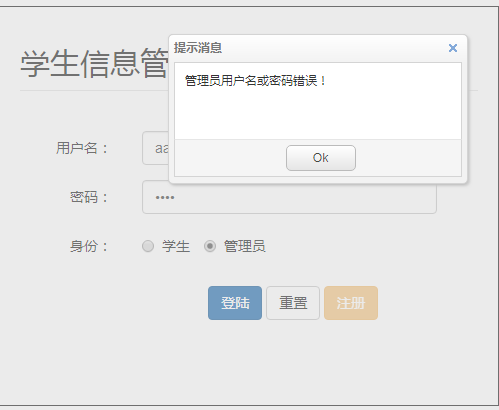 学生信息管
提示消息
管理员用户名或密码错误！
Ok
用户名：
aa
密码：
••••
身份： 学生 管理员
登陆 重置 注册